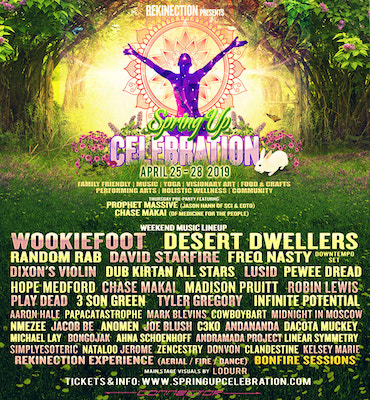 REKINECTION PRESENTS
Spring Up
CELEBRATION
APRIL 25 - 28 2019
FAMILY FRIENDLY | MUSIC | YOGA | VISIONARY ART | FOOD & CRAFTS
PERFORMING ARTS | HOLISTIC WELLNESS | COMMUNITY
THURSDAY PRE-PARTY FEATURING
PROPHET MASSIVE (JASON HANN OF SCI & EOTO)
CHASE MAKAI (OF MEDICINE FOR THE PEOPLE)
WEEKEND MUSIC LINEUP
WOOKIEFOOT DESERT DWELLERS
RANDOM RAB DAVID STARFIRE FREQ NASTY DOWNTEMPO SET
DIXON'S VIOLIN DUB KIRTAN ALL STARS LUSID PEWEE DREAD
HOPE MEDFORD CHASE MAKAI MADISON PRUITT ROBIN LEWIS
PLAY DEAD 3 SON GREEN TYLER GREGORY INFINITE POTENTIAL
AARON HALE PAPACATASTROPHE MARK BLEVINS COWBOYBART MIDNIGHT IN MOSCOW
NMEZEE JACOB BE ANOMEN JOE BLUSH C3KO ANDANANDA DACOTA MUCKEY
MICHAEL LAY BONGOJAK AHNA SCHOENHOFF ANDRAMADA PROJECT LINEAR SYMMETRY
SIMPLYESOTERIC NATALOO JEROME ZENCESTRY DONVON CLANDESTINE KELSEY MARIE
REKINECTION EXPERIENCE (AERIAL / FIRE / DANCE) BONFIRE SESSIONS
MAIN STAGE VISUALS BY LODURR
TICKETS & INFO: WWW.SPRINGUPCELEBRATION.COM